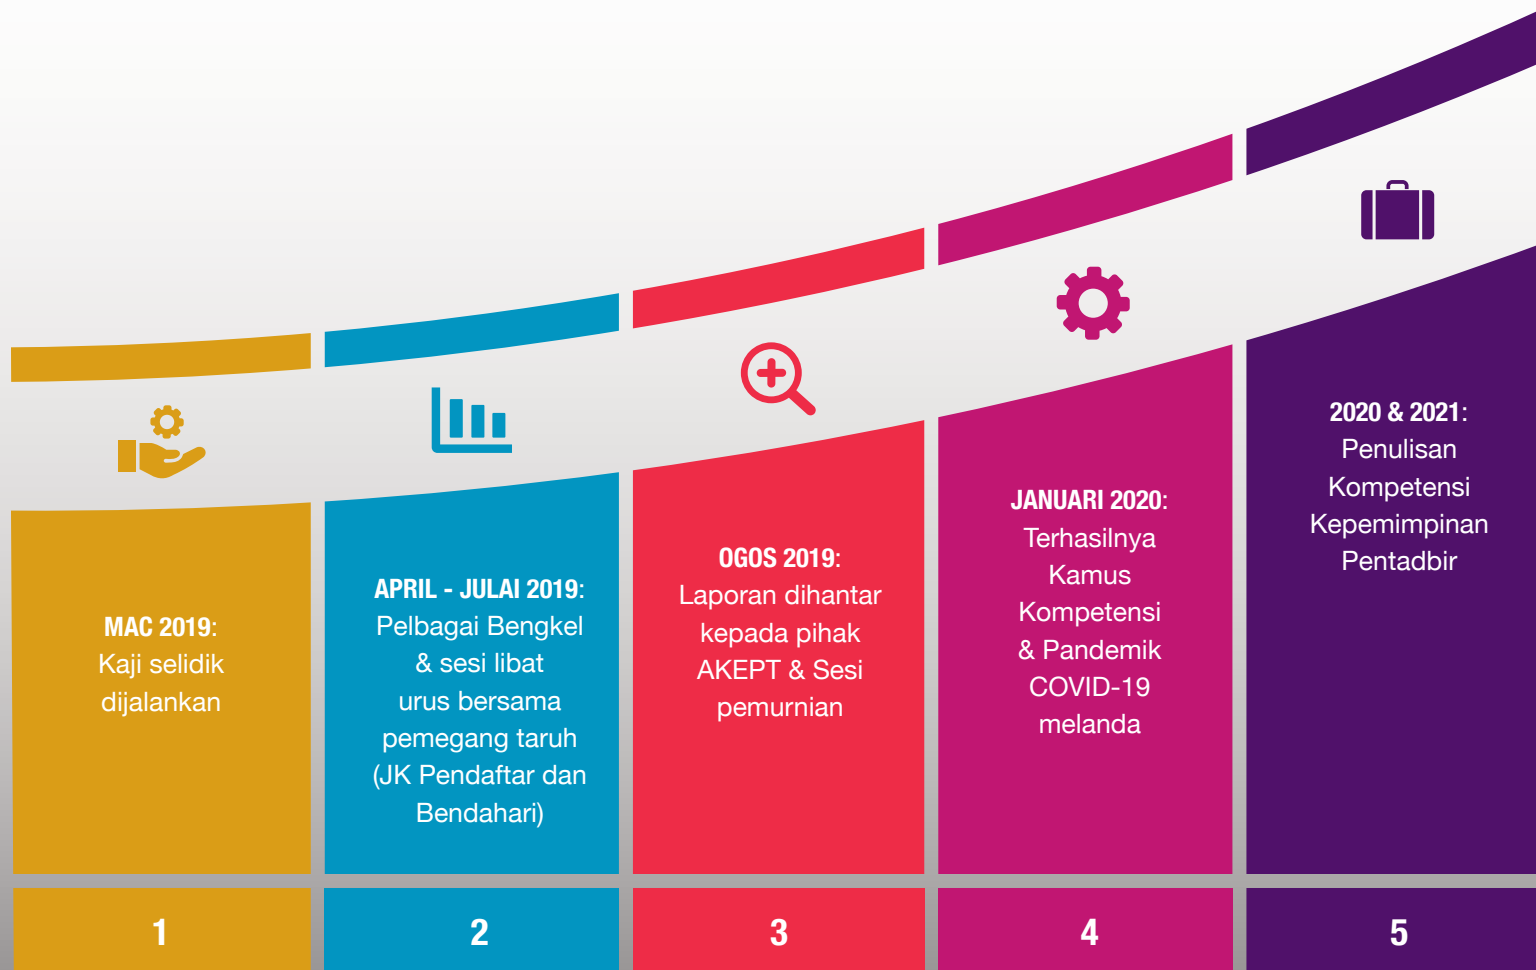 MAC 2019:
Kaji selidik
dijalankan
APRIL - JULAI 2019:
Pelbagai Bengkel
& sesi libat
urus bersama
pemegang taruh
(JK Pendaftar dan
Bendahari)
OGOS 2019:
Laporan dihantar
kepada pihak
AKEPT & Sesi
pemurnian
JANUARI 2020:
Terhasilnya
Kamus
Kompetensi
& Pandemik
COVID-19
melanda
2020 & 2021:
Penulisan
Kompetensi
Kepemimpinan
Pentadbir
1
2
3
4
5